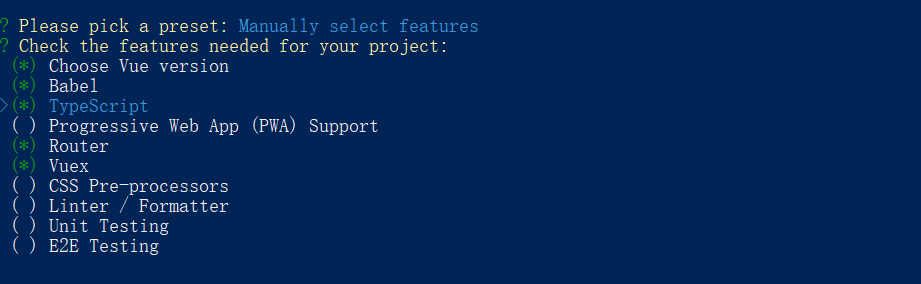 ? Please pick a preset: Manually select features
? Check the features needed for your project:
(*) Choose Vue version
(*) Babel
>(*) TypeScript
( ) Progressive Web App (PWA) Support
(*) Router
(*) Vuex
( ) CSS Pre-processors
( ) Linter / Formatter
( ) Unit Testing
( ) E2E Testing